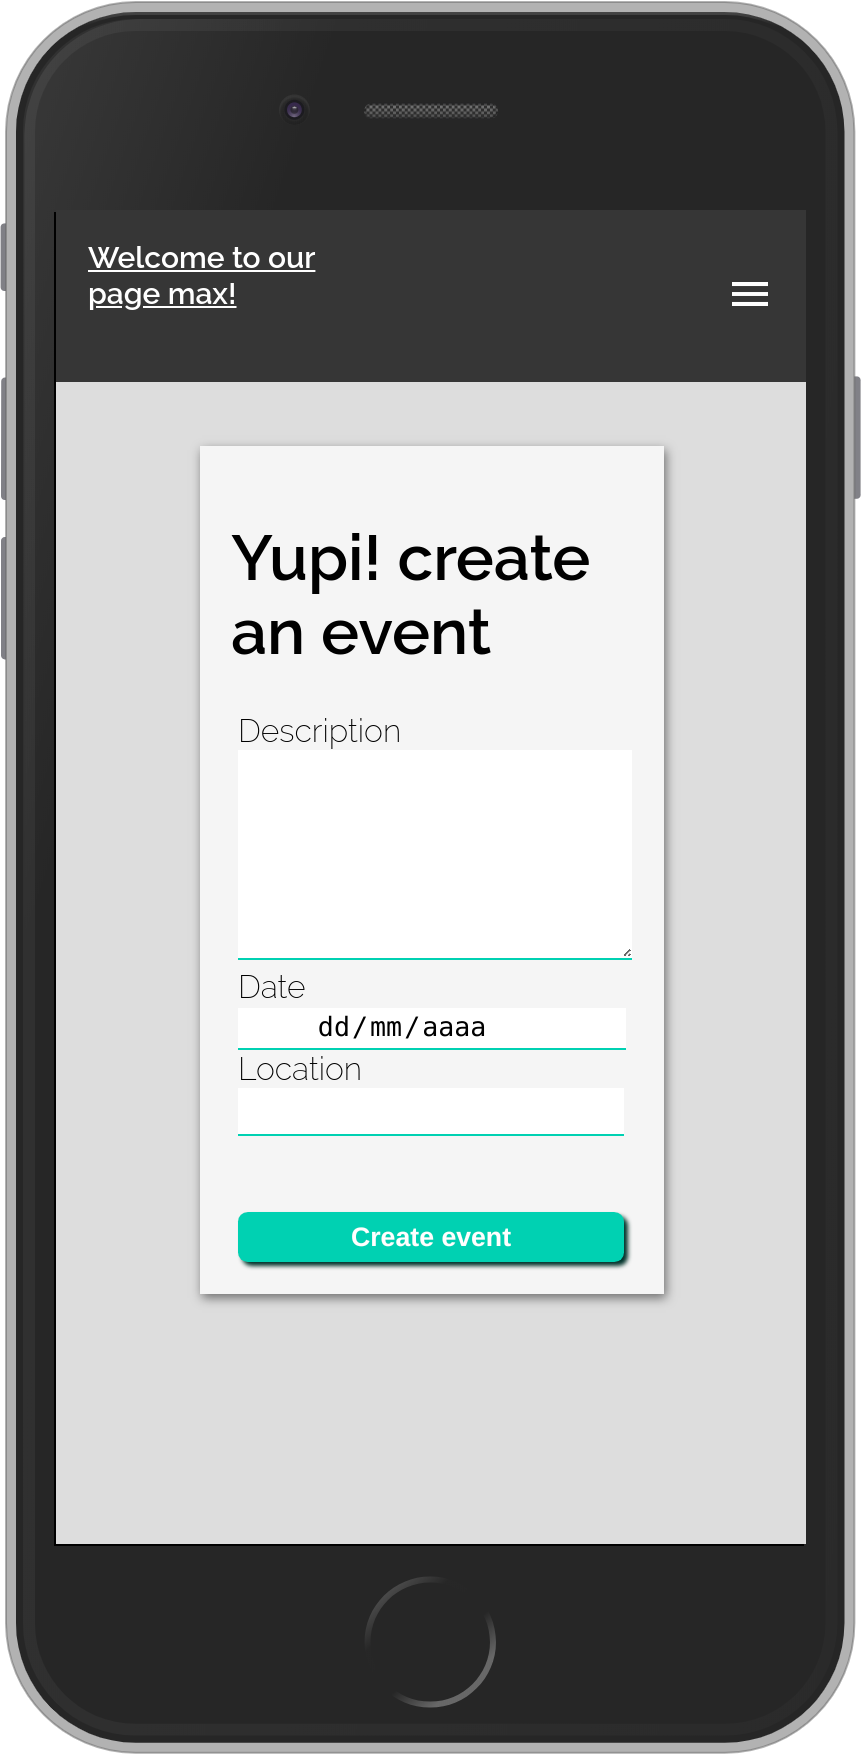 Welcome to our
page max!
Yupi! create
an event
Description
Date
dd/mm/aaaa
Location
Create event